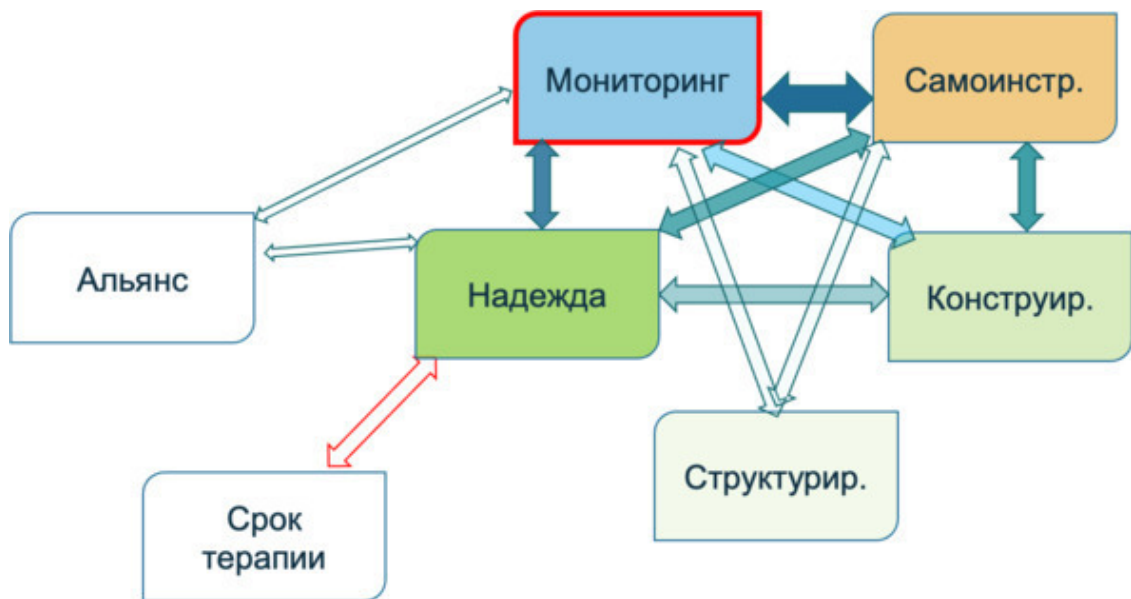 Мониторинг
Самоинстр.
Альянс
Надежда
Конструир.
Структурир.
Срок
терапии